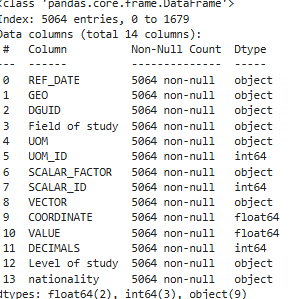 <class 'pandas.core.frame.DataFrame'>
Index: 5064 entries, 0 to 1679
Data columns (total 14 columns):
 #   Column          Non-Null Count  Dtype
---  ------          --------------  -----
 0   REF_DATE        5064 non-null   object
 1   GEO             5064 non-null   object
 2   DGUID           5064 non-null   object
 3   Field of study  5064 non-null   object
 4   UOM             5064 non-null   object
 5   UOM_ID          5064 non-null   int64
 6   SCALAR_FACTOR   5064 non-null   object
 7   SCALAR_ID       5064 non-null   int64
 8   VECTOR          5064 non-null   object
 9   COORDINATE      5064 non-null   float64
 10  VALUE           5064 non-null   float64
 11  DECIMALS        5064 non-null   int64
 12  Level of study  5064 non-null   object
 13  nationality     5064 non-null   object
dtypes: float64(2), int64(3), object(9)